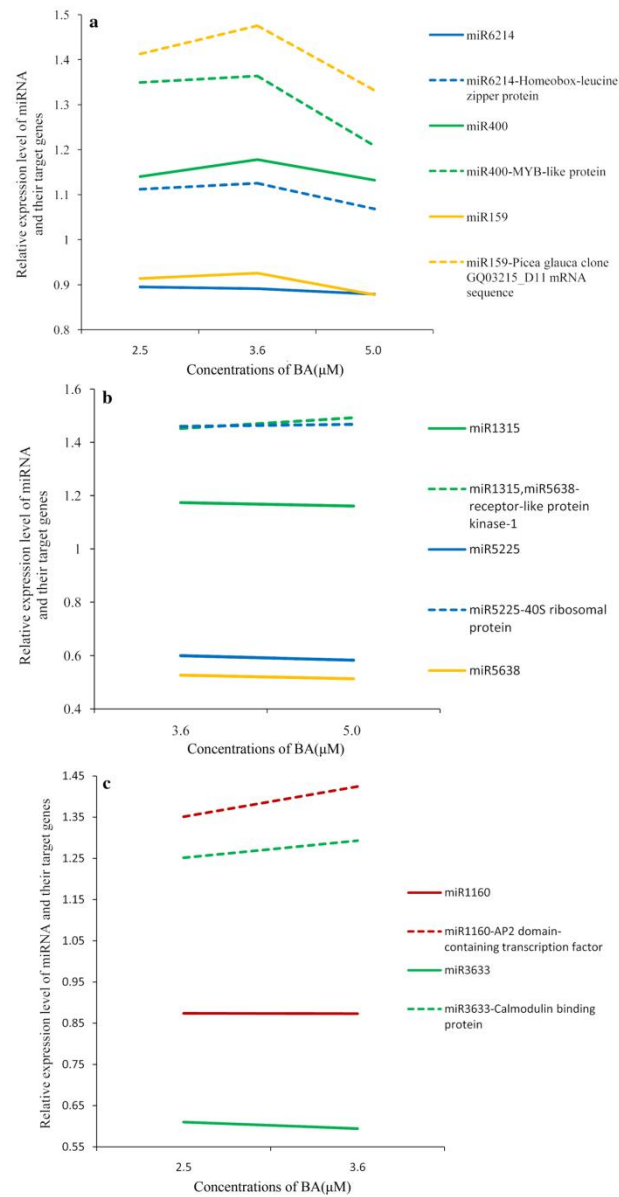 a
Relative expression level of miRNA
and their target genes
1.5
1.4
1.3
1.2
1.1
1
0.9
0.8
2.5
3.6
5.0
Concentrations of BA(μM)
miR6214
miR6214-Homeobox-leucine
zipper protein
miR400
miR400-MYB-like protein
miR159
miR159-Picea glauca clone
GQ03215_D11 mRNA
sequence
b
Relative expression level of miRNA
and their target genes
1.6
1.4
1.2
1
0.8
0.6
0.4
3.6
5.0
Concentrations of BA(μM)
miR1315
miR1315,miR5638-
receptor-like protein
kinase-1
miR5225
miR5225-40S ribosomal
protein
miR5638
c
Relative expression level of miRNA and their target genes
1.45
1.35
1.25
1.15
1.05
0.95
0.85
0.75
0.65
0.55
2.5
3.6
Concentrations of BA(μM)
miR1160
miR1160-AP2 domain-
containing transcription factor
miR3633
miR3633-Calmodulin binding
protein